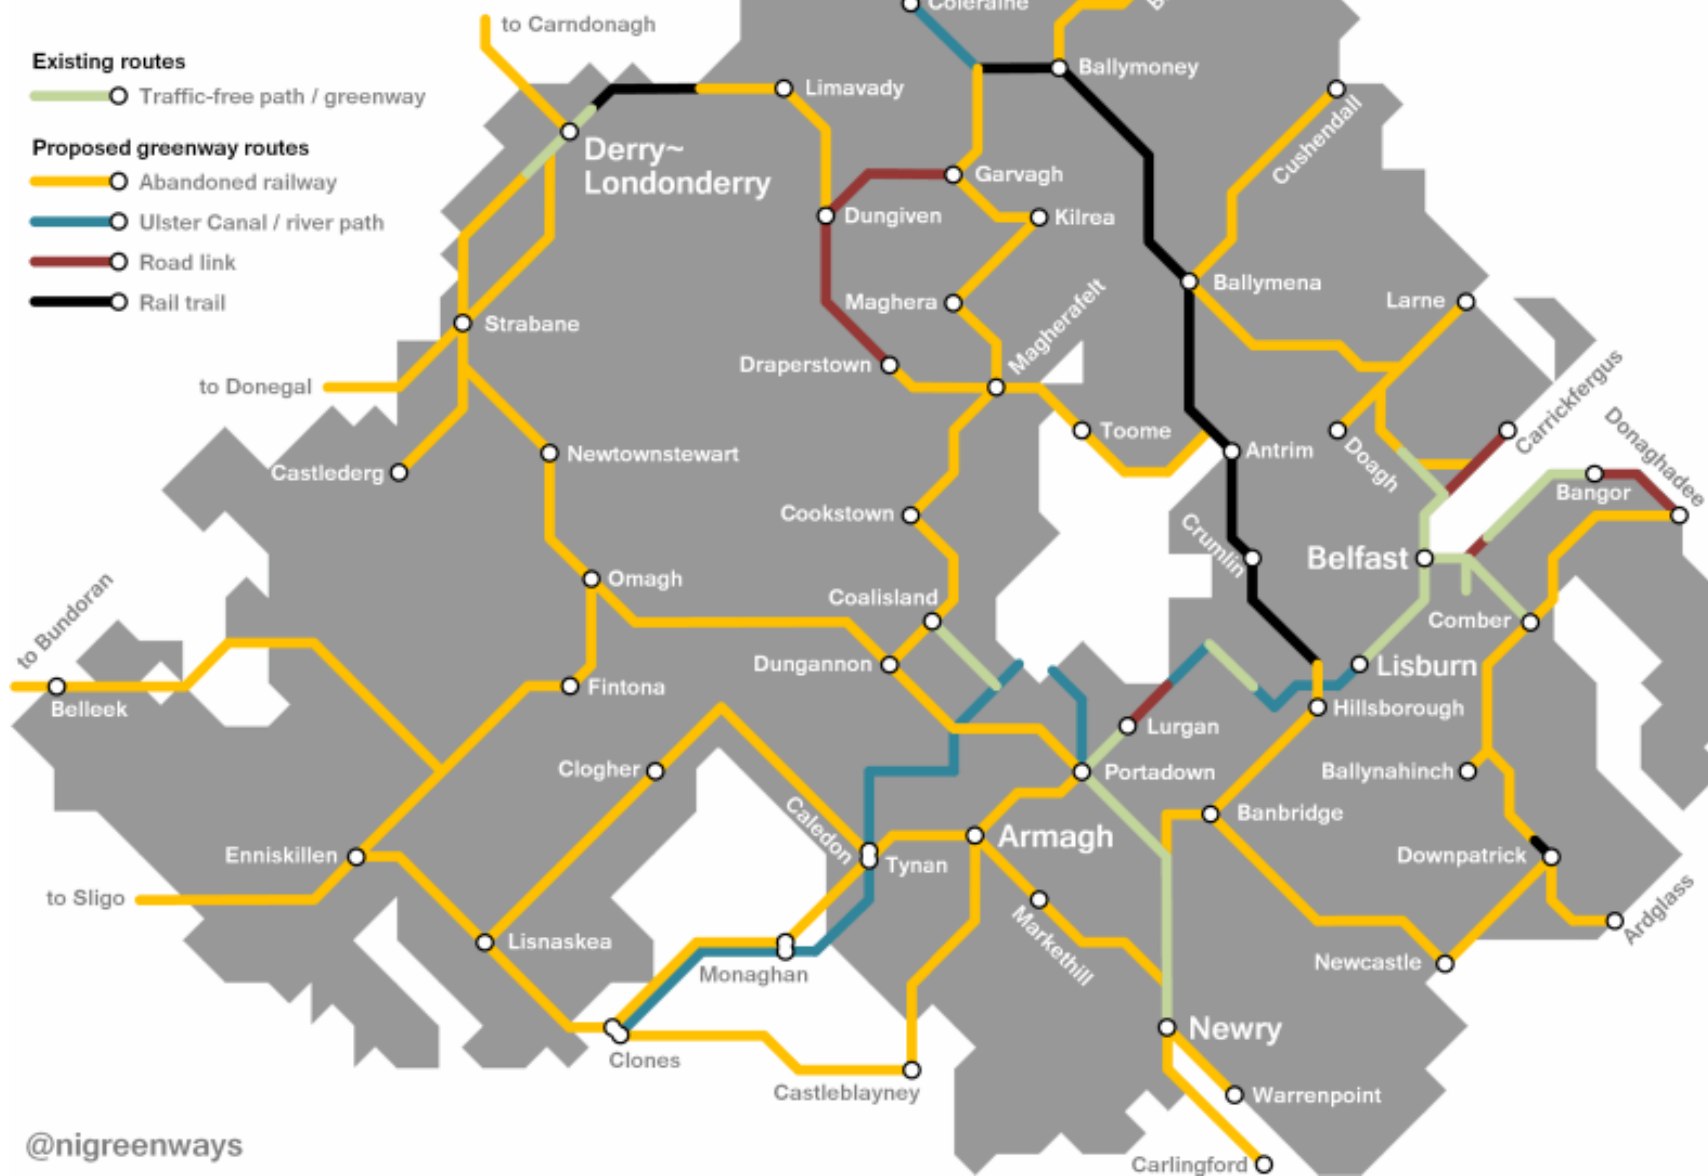 Coleraine
to Carndonagh
Existing routes
Traffic-free path / greenway
Proposed greenway routes
Abandoned railway
Ulster Canal / river path
Road link
Rail trail
Ballymoney
Limavady
Cushendall
Derry~
Londonderry
Garvagh
Dungiven
Kilrea
Ballymena
Maghera
Larne
Magherafelt
Strabane
Draperstown
to Donegal
Carrickfergus
Toome
Antrim
Doagh
Donaghadee
Newtownstewart
Castlederg
Bangor
Cookstown
Crumlin
Belfast
Omagh
Coalisland
Comber
to Bundoran
Dungannon
Lisburn
Fintona
Belleek
Hillsborough
Lurgan
Clogher
Portadown
Ballynahinch
Caledon
Banbridge
Armagh
Enniskillen
Tynan
Downpatrick
to Sligo
Ardglass
Markethill
Lisnaskea
Monaghan
Newcastle
Newry
Clones
Castleblayney
Warrenpoint
@nigreenways
Carlingford